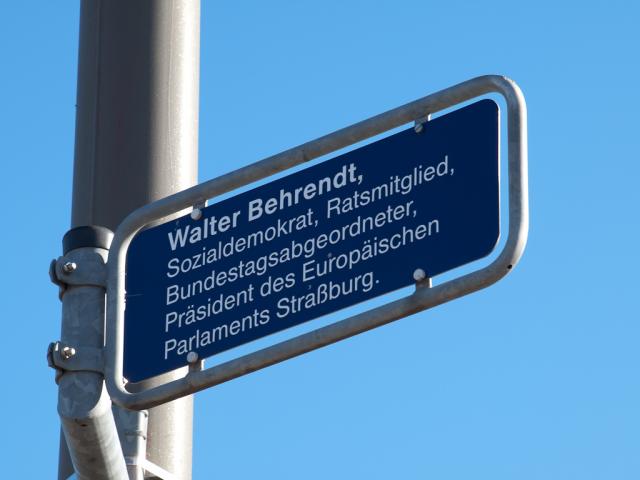 Walter Behrendt,
Sozialdemokrat, Ratsmitglied,
Bundestagsabgeordneter,
Präsident des Europäischen
Parlaments Straßburg.